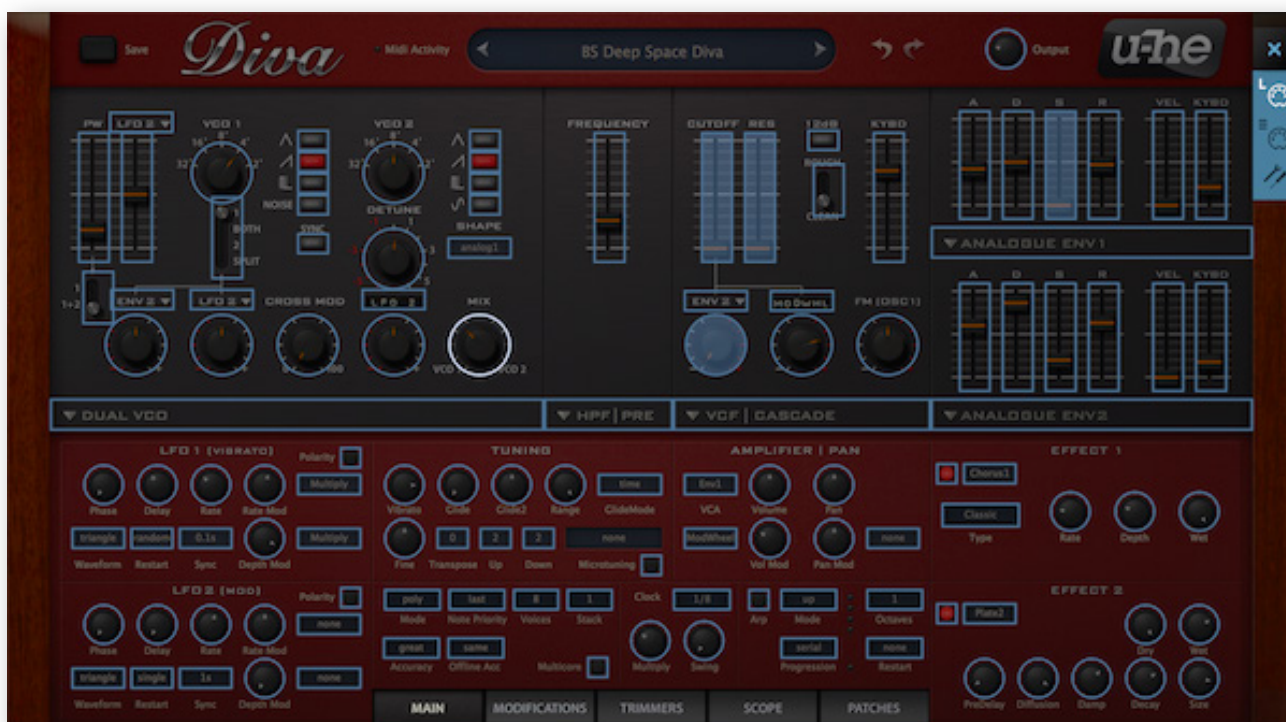 Save Diva Midi Activity BS Deep Space Diva Output u-he
PW LFO 2 VCO 1 VCO 2 FREQUENCY CUTOFF RES 12dB KYBD A D S R VEL KYBD
16' 8' 4' 16' 8' 4'
32' 2' 32' 2'
ROUGH
NOISE DETUNE
1 CLEAN
BOTH SYNC SHAPE
2 analog1 ANALOGUE ENV1
SPLIT
A D S R VEL KYBD
1
1+2 ENV 2 LFO 2 CROSS MOD LFO 2 MIX ENV 2 MODWHL FM (OSC1)
VCO VCO 2
DUAL VCO HPF | PRE VCF | CASCADE ANALOGUE ENV2
LFO 1 (VIBRATO) Polarity TUNING AMPLIFIER | PAN EFFECT 1
Multiply time Env1 Chorus1
Phase Delay Rate Rate Mod Vibrato Glide Glide2 Range GlideMode VCA Volume Pan
Classic
triangle random 0.1s Multiply 0 2 2 none ModWheel none Type Rate Depth Wet
Waveform Restart Sync Depth Mod Fine Transpose Up Down Microtuning Vol Mod Pan Mod
LFO 2 (MOD) Polarity EFFECT 2
poly last 8 1 Clock 1/8 up 1 Plate2
none Mode Note Priority Voices Stack Arp Mode Octaves
Phase Delay Rate Rate Mod Dry Wet
great same serial none
Accuracy Offline Acc Multicore Multiply Swing Progression Restart
triangle single 1s none
Waveform Restart Sync Depth Mod PreDelay Diffusion Damp Decay Size
MAIN MODIFICATIONS TRIMMERS SCOPE PATCHES